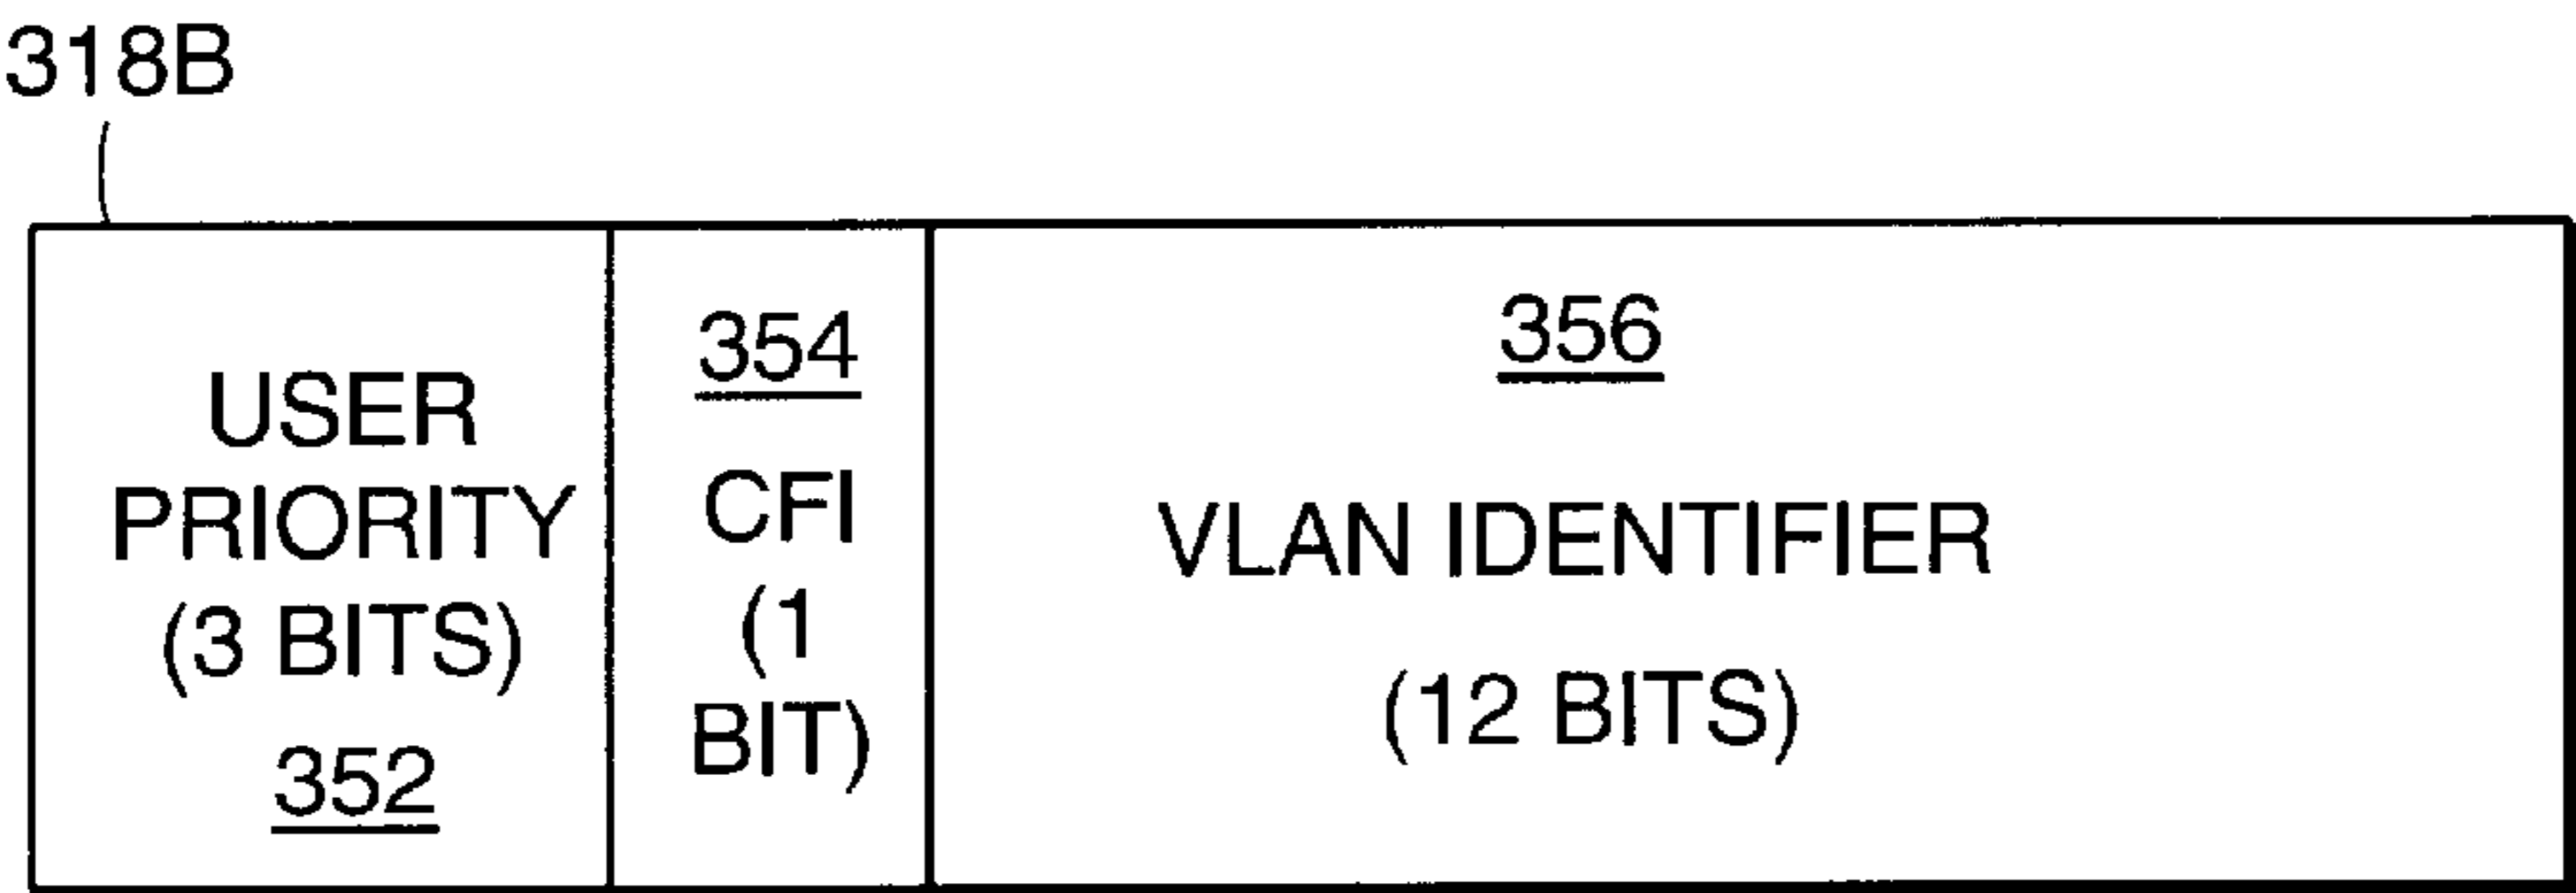 318B
USER
PRIORITY
(3 BITS)
352
354
CFI
(1
BIT)
356
VLAN IDENTIFIER
(12 BITS)